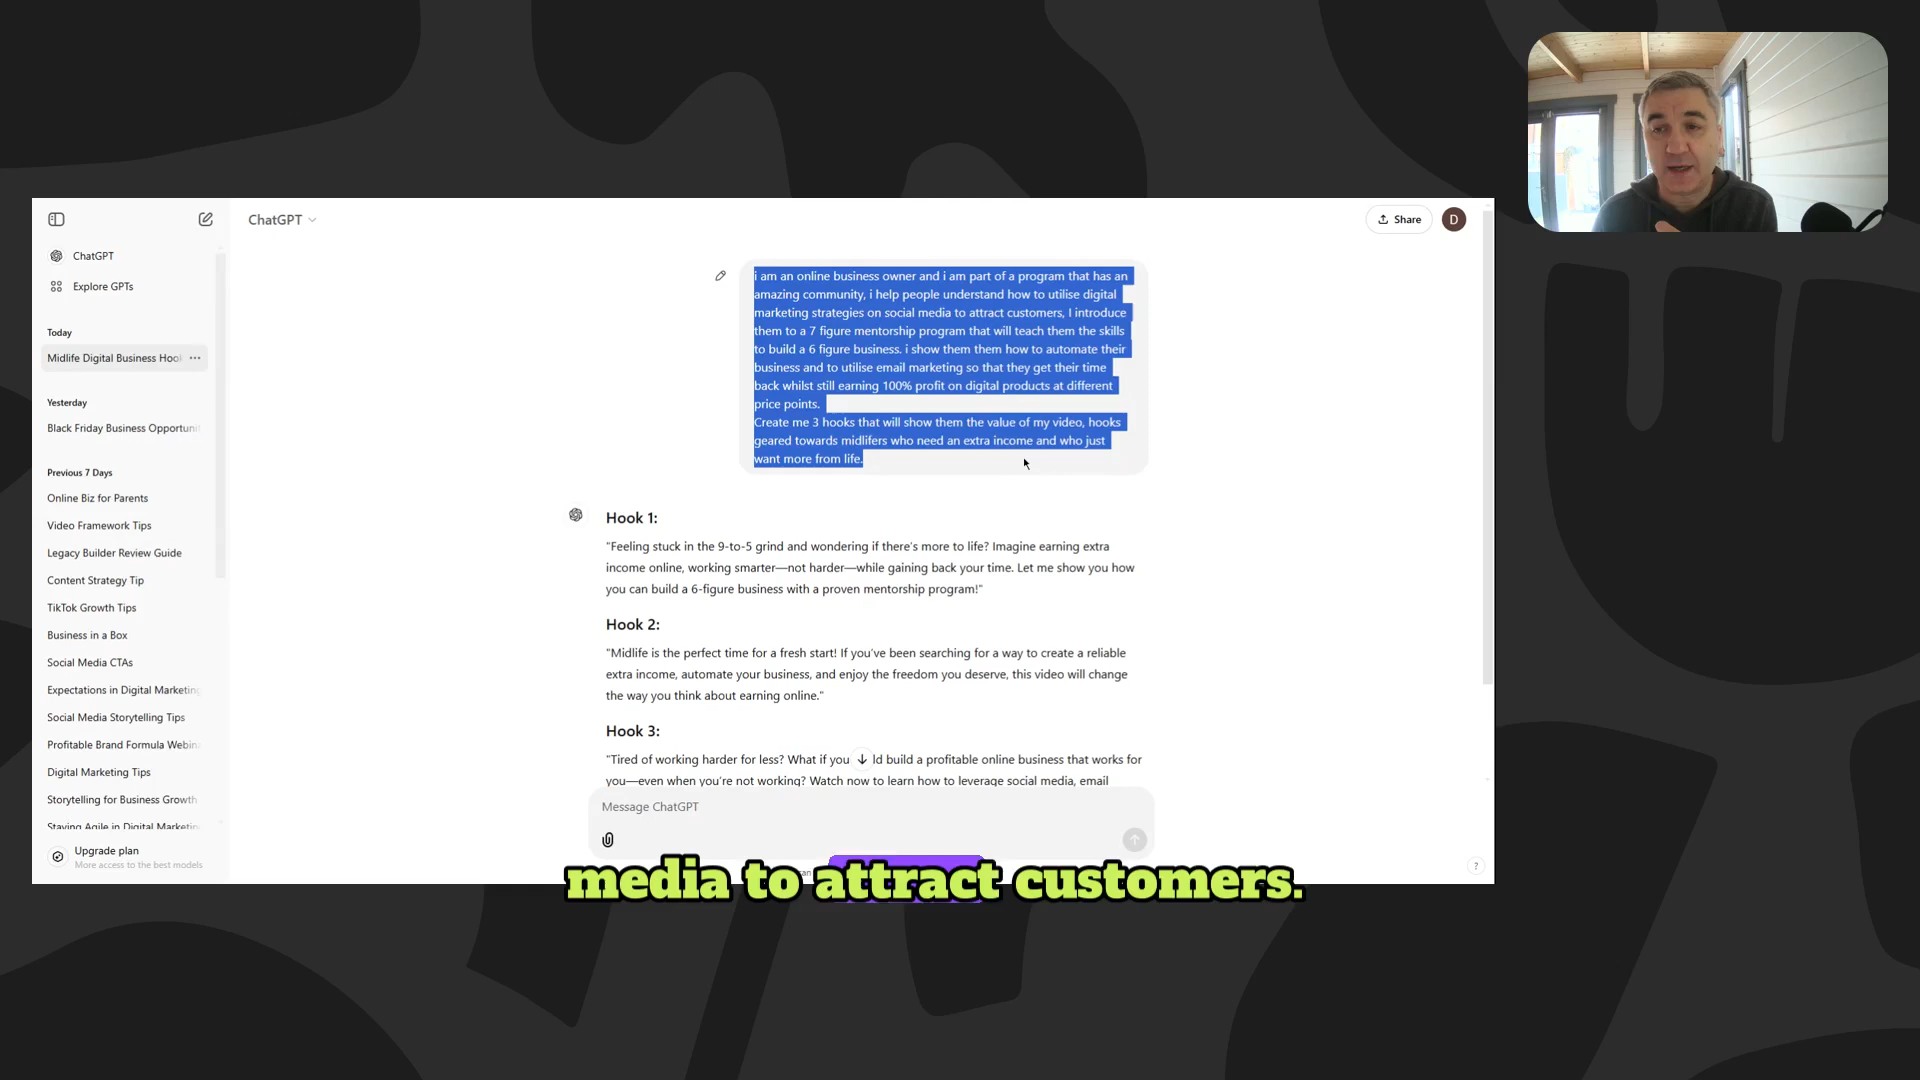 ChatGPT
Share
D
ChatGPT
Explore GPTs
Today
Midlife Digital Business Hook
Yesterday
Black Friday Business Opportuni
Previous 7 Days
Online Biz for Parents
Video Framework Tips
Legacy Builder Review Guide
Content Strategy Tip
TikTok Growth Tips
Business in a Box
Social Media CTAs
Expectations in Digital Marketing
Social Media Storytelling Tips
Profitable Brand Formula Webina
Digital Marketing Tips
Storytelling for Business Growth
Staying Agile in Digital Marketin
Upgrade plan
More access to the best models
i am an online business owner and i am part of a program that has an
amazing community, i help people understand how to utilise digital
marketing strategies on social media to attract customers, I introduce
them to a 7 figure mentorship program that will teach them the skills
to build a 6 figure business. i show them them how to automate their
business and to utilise email marketing so that they get their time
back whilst still earning 100% profit on digital products at different
price points.
Create me 3 hooks that will show them the value of my video, hooks
geared towards midlifers who need an extra income and who just
want more from life.
Hook 1:
"Feeling stuck in the 9-to-5 grind and wondering if there's more to life? Imagine earning extra
income online, working smarter—not harder—while gaining back your time. Let me show you how
you can build a 6-figure business with a proven mentorship program!"
Hook 2:
"Midlife is the perfect time for a fresh start! If you've been searching for a way to create a reliable
extra income, automate your business, and enjoy the freedom you deserve, this video will change
the way you think about earning online."
Hook 3:
"Tired of working harder for less? What if you ld build a profitable online business that works for
you—even when you're not working? Watch now to learn how to leverage social media, email
Message ChatGPT
?
media to attract customers.